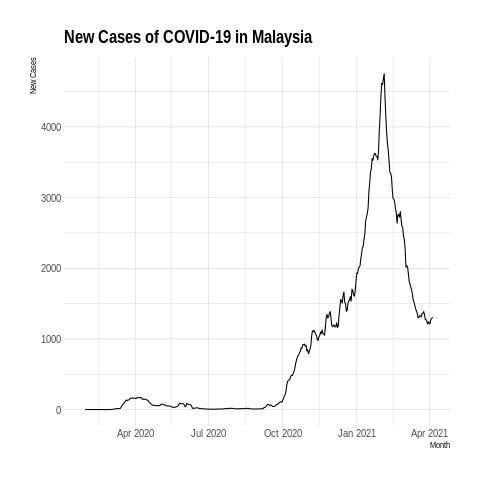 New Cases of COVID-19 in Malaysia
New Cases
4000
3000
2000
1000
0
Apr 2020 Jul 2020 Oct 2020 Jan 2021 Apr 2021
Month